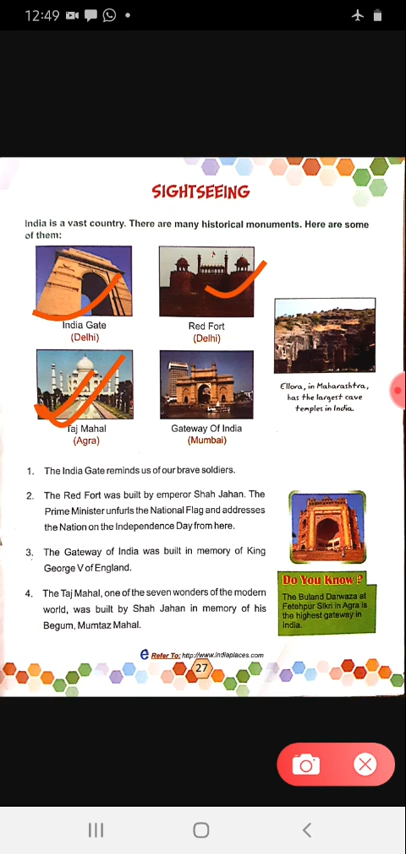 12:49
SIGHTSEEING
India is a vast country. There are many historical monuments. Here are some
of them:
India Gate
(Delhi)
Red Fort
(Delhi)
Taj Mahal
(Agra)
Gateway Of India
(Mumbai)
Ellora, in Maharashtra,
has the largest cave
temples in India.
1. The India Gate reminds us of our brave soldiers.
2. The Red Fort was built by emperor Shah Jahan. The
Prime Minister unfurls the National Flag and addresses
the Nation on the Independence Day from here.
3. The Gateway of India was built in memory of King
George V of England.
4. The Taj Mahal, one of the seven wonders of the modern
world, was built by Shah Jahan in memory of his
Begum, Mumtaz Mahal.
Do You Know ?
The Buland Darwaza at
Fetehpur Sikri in Agra is
the highest gateway in
India.
e Refer To: http://www.indiaplaces.com
27